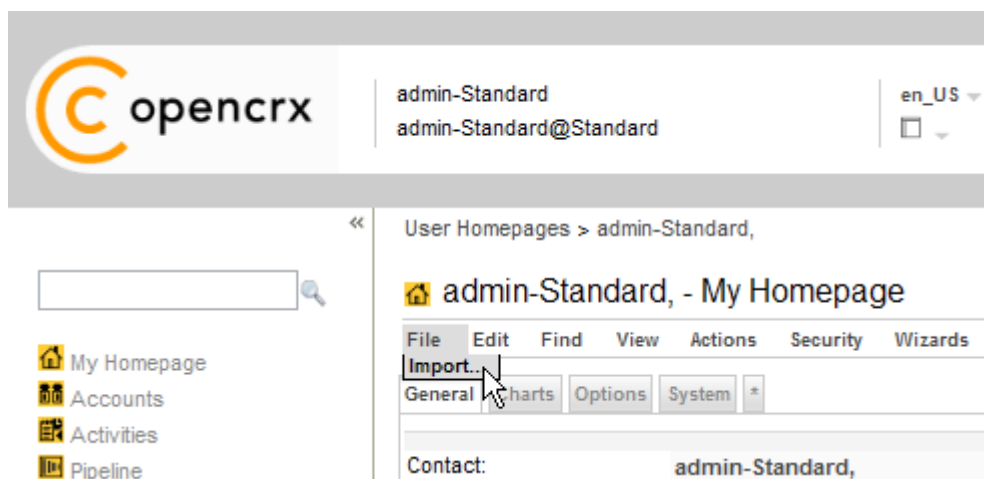 opencrx
admin-Standard
admin-Standard@Standard
en_US
«
User Homepages > admin-Standard,
admin-Standard, - My Homepage
File Edit Find View Actions Security Wizards
Import...
General Charts Options System *
My Homepage
Accounts
Activities
Pipeline
Contact: admin-Standard,